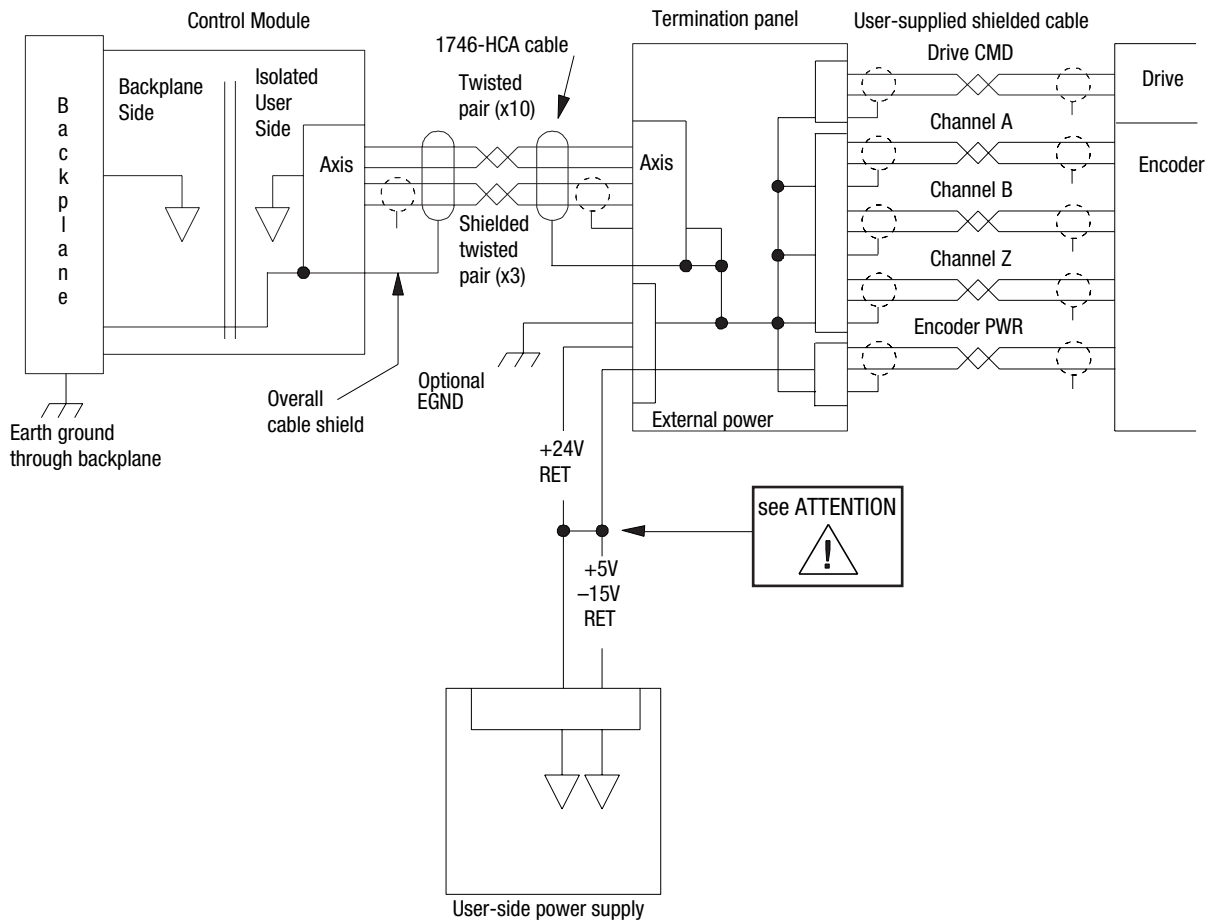 Control Module
Termination panel
User-supplied shielded cable
1746-HCA cable
Drive CMD
Backplane
Backplane
Side
Isolated
User
Side
Twisted
pair (x10)
Drive
Channel A
Axis
Axis
Encoder
Channel B
Shielded
twisted
pair (x3)
Channel Z
Encoder PWR
Optional
EGND
Overall
cable shield
External power
Earth ground
through backplane
+24V
RET
see ATTENTION
!
+5V
–15V
RET
User-side power supply